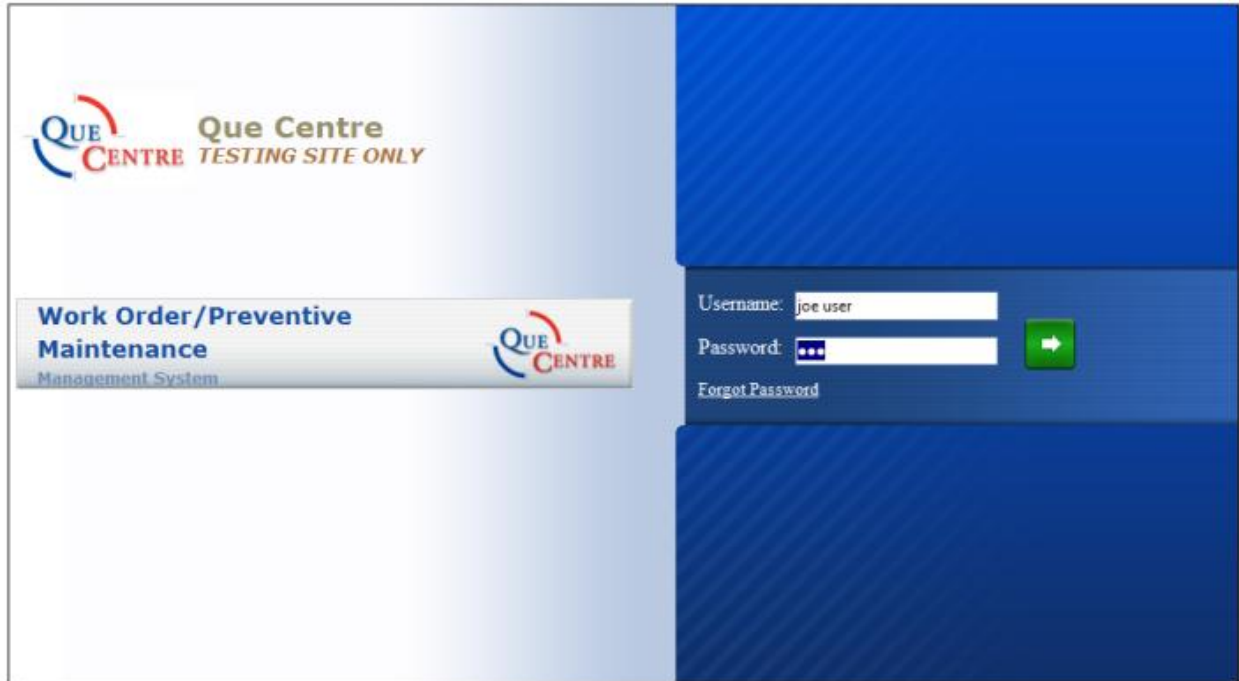 QUE
CENTRE
Que Centre
TESTING SITE ONLY
Work Order/Preventive
Maintenance
Management System
QUE
CENTRE
Username: joe user
Password: •••
Forgot Password